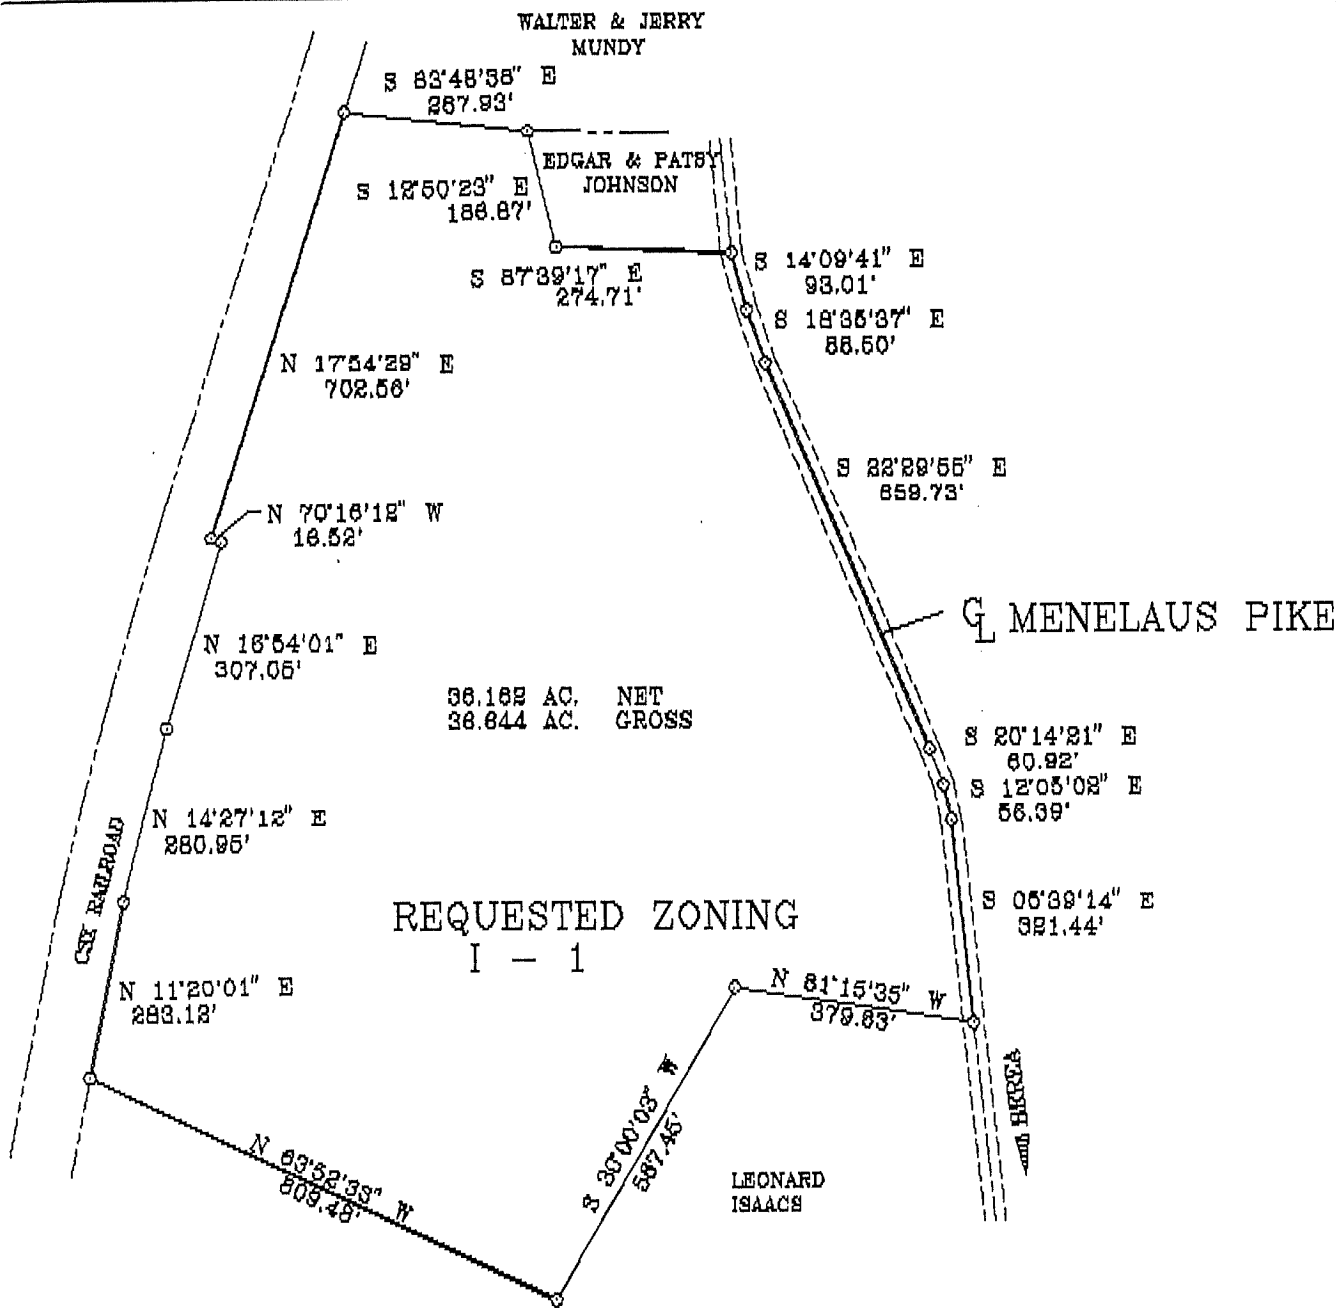 WALTER & JERRY
MUNDY
S 83°48'58" E
267.93'
EDGAR & PATSY
JOHNSON
S 12°50'23" E
186.87'
S 87°39'17" E
274.71'
S 14°09'41" E
93.01'
S 18°35'37" E
88.50'
N 17°54'29" E
702.56'
S 22°29'55" E
659.73'
N 70°16'12" W
16.52'
CL MENELAUS PIKE
N 16°54'01" E
307.05'
36.162 AC. NET
36.644 AC. GROSS
S 20°14'21" E
60.92'
S 12°05'02" E
56.39'
N 14°27'12" E
280.95'
CSX RAILROAD
S 05°39'14" E
321.44'
REQUESTED ZONING
I - 1
N 81°15'35" W
379.63'
N 11°20'01" E
283.12'
BEREA
S 30°00'03" W
587.45'
N 63°52'33" W
809.48'
LEONARD
ISAACS